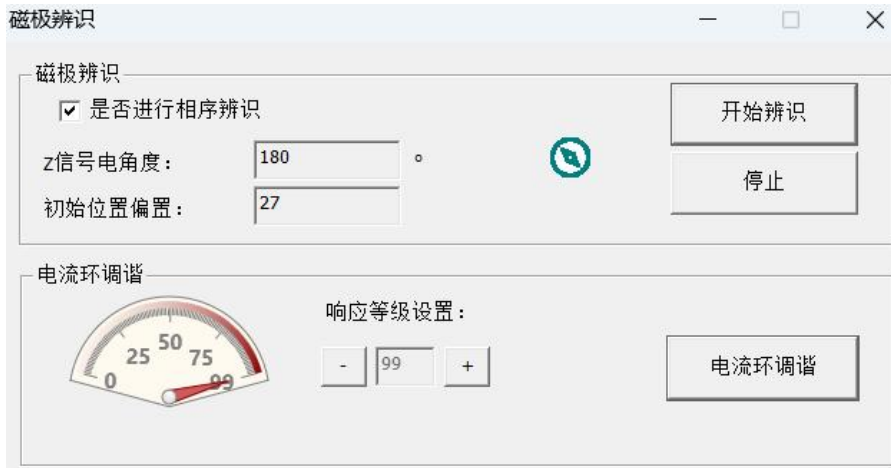 磁极辨识
磁极辨识
是否进行相序辨识
开始辨识
z信号电角度： 180 °
停止
初始位置偏置： 27
电流环调谐
响应等级设置：
0 25 50 75 99
- 99 +
电流环调谐